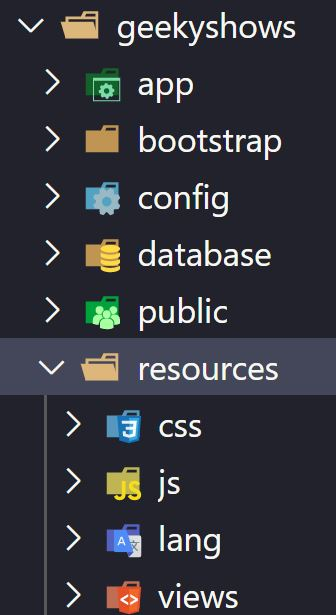 geekyshows
app
bootstrap
config
database
public
resources
css
js
lang
views